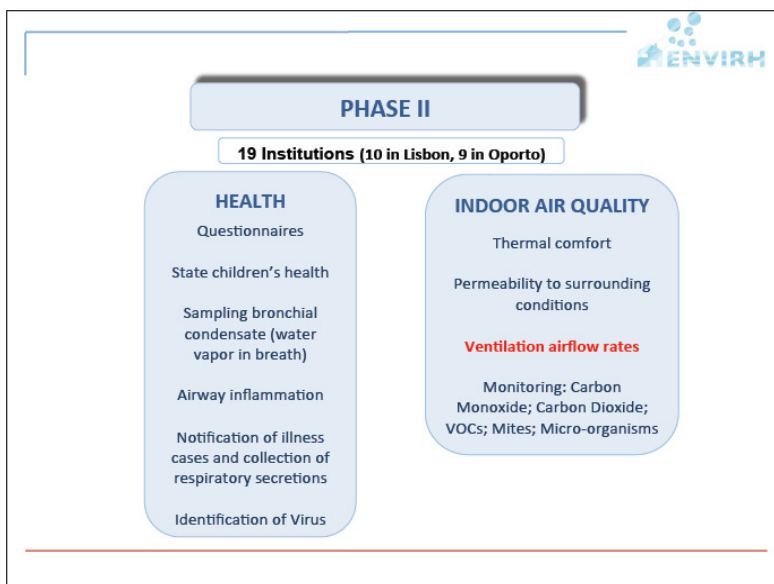 ENVIRH
PHASE II
19 Institutions (10 in Lisbon, 9 in Oporto)
HEALTH
Questionnaires
State children's health
Sampling bronchial
condensate (water
vapor in breath)
Airway inflammation
Notification of illness
cases and collection of
respiratory secretions
Identification of Virus
INDOOR AIR QUALITY
Thermal comfort
Permeability to surrounding
conditions
Ventilation airflow rates
Monitoring: Carbon
Monoxide; Carbon Dioxide;
VOCs; Mites; Micro-organisms